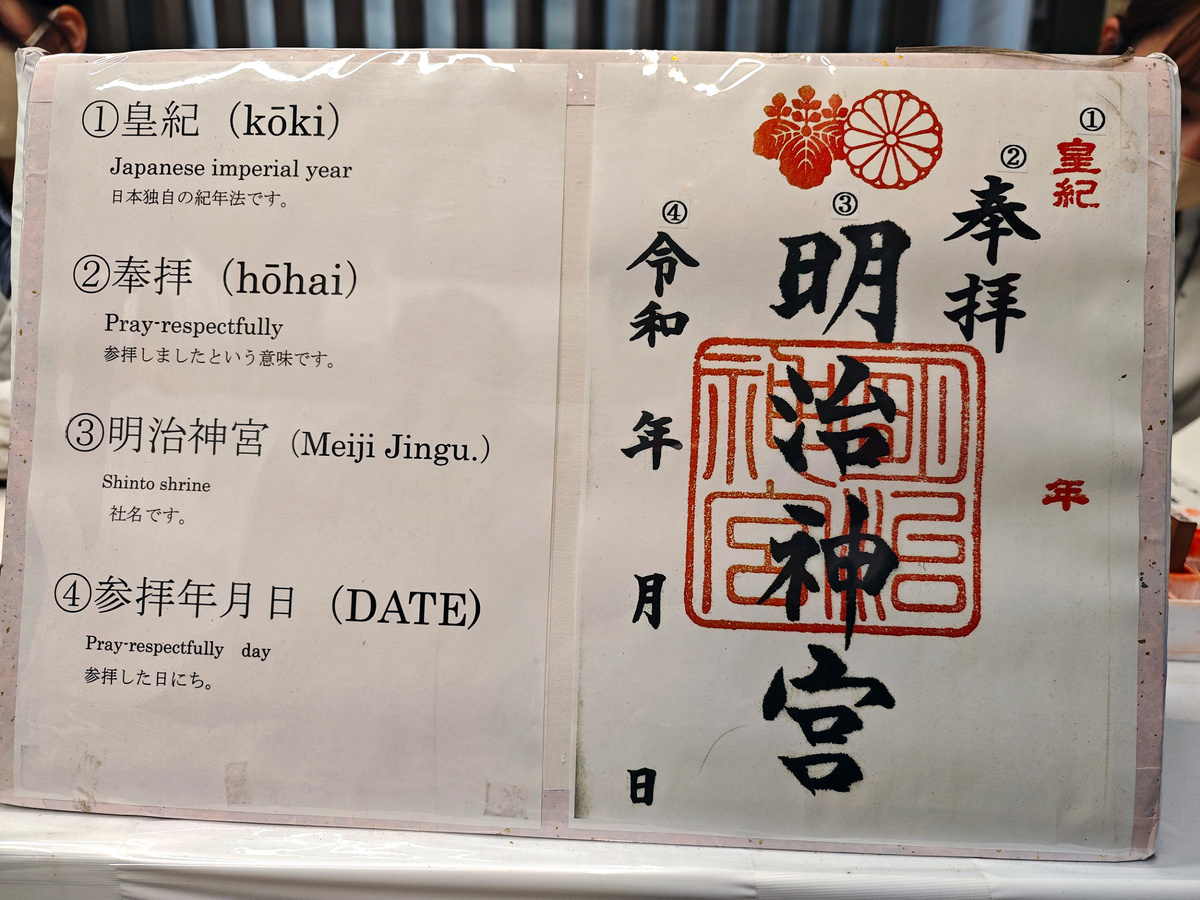 ①皇紀 (kōki)
Japanese imperial year
日本独自の紀年法です。
②奉拝 (hōhai)
Pray-respectfully
参拝しましたという意味です。
③明治神宮 (Meiji Jingu.)
Shinto shrine
社名です。
④参拝年月日 (DATE)
Pray-respectfully day
参拝した日にち。
①
皇紀
年
②
奉拝
③
明治神宮
明治神宮
④
令和
年
月
日